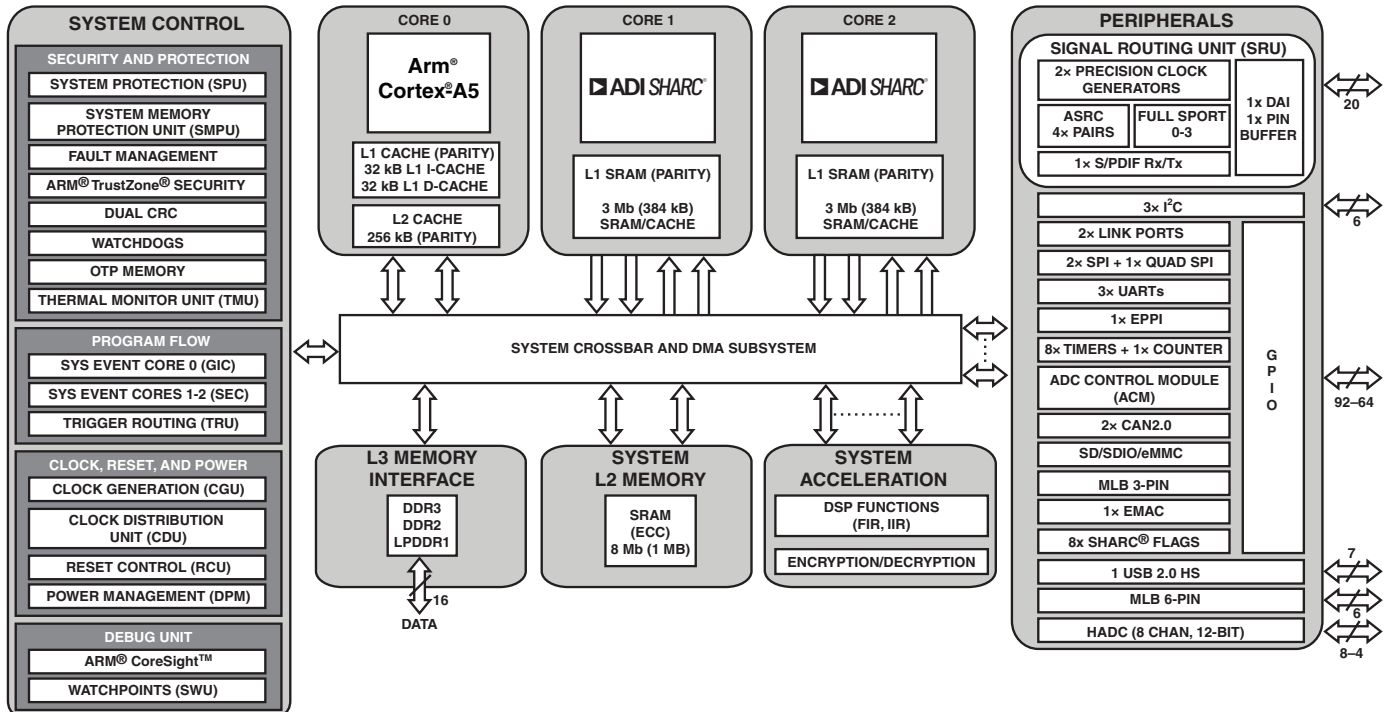 SYSTEM CONTROL
SECURITY AND PROTECTION
SYSTEM PROTECTION (SPU)
SYSTEM MEMORY
PROTECTION UNIT (SMPU)
FAULT MANAGEMENT
ARM® TrustZone® SECURITY
DUAL CRC
WATCHDOGS
OTP MEMORY
THERMAL MONITOR UNIT (TMU)
PROGRAM FLOW
SYS EVENT CORE 0 (GIC)
SYS EVENT CORES 1-2 (SEC)
TRIGGER ROUTING (TRU)
CLOCK, RESET, AND POWER
CLOCK GENERATION (CGU)
CLOCK DISTRIBUTION
UNIT (CDU)
RESET CONTROL (RCU)
POWER MANAGEMENT (DPM)
DEBUG UNIT
ARM® CoreSight™
WATCHPOINTS (SWU)
CORE 0
Arm®
Cortex®-A5
L1 CACHE (PARITY)
32 kB L1 I-CACHE
32 kB L1 D-CACHE
L2 CACHE
256 kB (PARITY)
CORE 1
ADI SHARC®
L1 SRAM (PARITY)
3 Mb (384 kB)
SRAM/CACHE
CORE 2
ADI SHARC®
L1 SRAM (PARITY)
3 Mb (384 kB)
SRAM/CACHE
SYSTEM CROSSBAR AND DMA SUBSYSTEM
L3 MEMORY
INTERFACE
DDR3
DDR2
LPDDR1
16
DATA
SYSTEM
L2 MEMORY
SRAM
(ECC)
8 Mb (1 MB)
SYSTEM
ACCELERATION
DSP FUNCTIONS
(FIR, IIR)
ENCRYPTION/DECRYPTION
PERIPHERALS
SIGNAL ROUTING UNIT (SRU)
2× PRECISION CLOCK
GENERATORS
ASRC
4× PAIRS
FULL SPORT
0-3
1× S/PDIF Rx/Tx
1x DAI
1x PIN
BUFFER
20
3× I²C
6
2× LINK PORTS
2× SPI + 1× QUAD SPI
3× UARTs
1× EPPI
8× TIMERS + 1× COUNTER
ADC CONTROL MODULE
(ACM)
2× CAN2.0
SD/SDIO/eMMC
MLB 3-PIN
1× EMAC
8x SHARC® FLAGS
G
P
I
O
92–64
1 USB 2.0 HS
7
MLB 6-PIN
6
HADC (8 CHAN, 12-BIT)
8–4